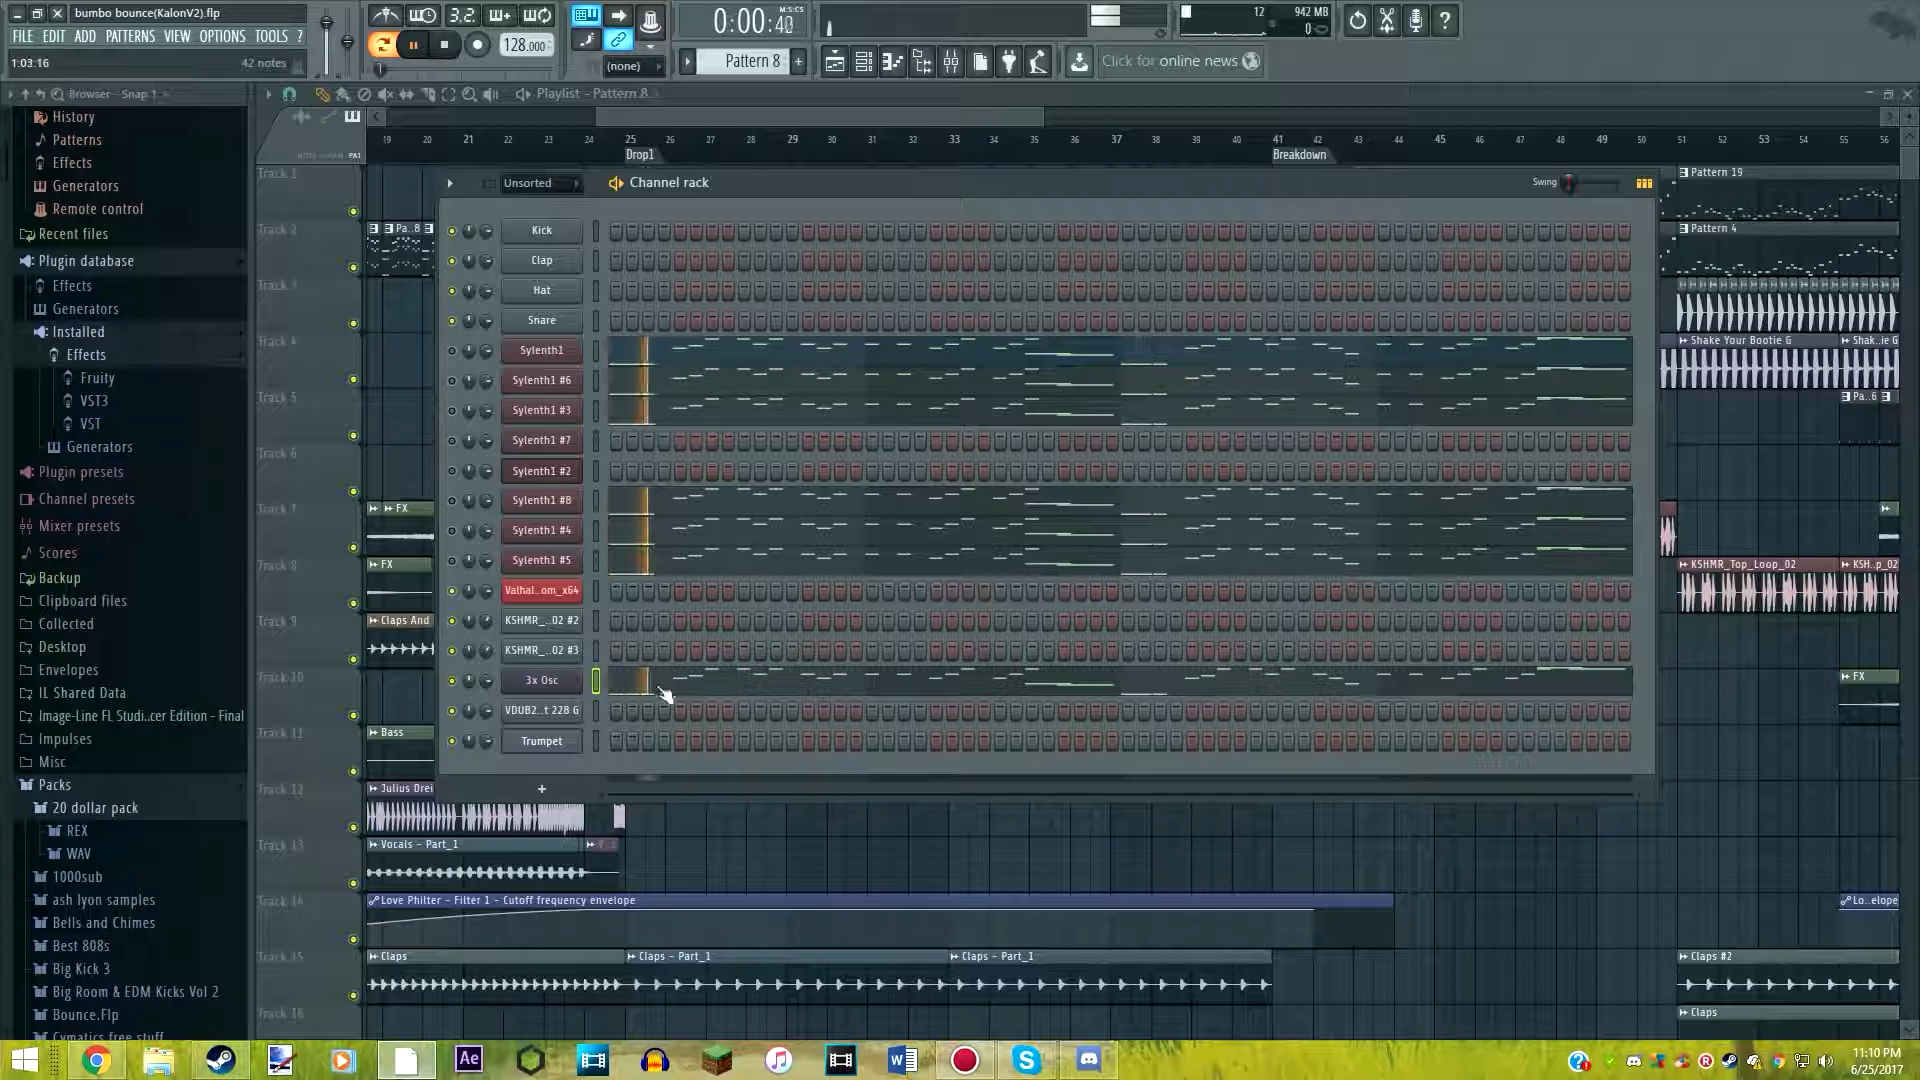 bumbo bounce(KalonV2).flp
FILE EDIT ADD PATTERNS VIEW OPTIONS TOOLS ?
1:03:16 42 notes
3.2.
128.000
(none)
0:00:40
M:S:CS
Pattern 8
12 942 MB
0
Click for online news
Browser - Snap 1
Playlist - Pattern 8
History
Patterns
Effects
Generators
Remote control
Recent files
Plugin database
Effects
Generators
Installed
Effects
Fruity
VST3
VST
Generators
Plugin presets
Channel presets
Mixer presets
Scores
Backup
Clipboard files
Collected
Desktop
Envelopes
IL Shared Data
Image-Line FL Studi...cer Edition - Final
Impulses
Misc
Packs
20 dollar pack
REX
WAV
1000sub
ash lyon samples
Bells and Chimes
Best 808s
Big Kick 3
Big Room & EDM Kicks Vol 2
Bounce.Flp
Cymatics free stuff
19 20 21 22 23 24 25 26 27 28 29 30 31 32 33 34 35 36 37 38 39 40 41 42 43 44 45 46 47 48 49 50 51 52 53 54 55 56
Drop1 Breakdown
Track 1
Track 2
Track 3
Track 4
Track 5
Track 6
Track 7
Track 8
Track 9
Track 10
Track 11
Track 12
Track 13
Track 14
Track 15
Track 16
Unsorted Channel rack Swing
Kick
Clap
Hat
Snare
Sylenth1
Sylenth1 #6
Sylenth1 #3
Sylenth1 #7
Sylenth1 #2
Sylenth1 #8
Sylenth1 #4
Sylenth1 #5
Valhal..om_x64
KSHMR_...02 #2
KSHMR_...02 #3
3x Osc
VDUB2..t 228 G
Trumpet
+
Pa..8
FX
FX
Claps And
Bass
Julius Drei
Vocals - Part_1
Love Philter - Filter 1 - Cutoff frequency envelope
Claps Claps - Part_1 Claps - Part_1
Pattern 19
Pattern 4
Shake Your Bootie G Shak..ie G
Pa..6
KSHMR_Top_Loop_02 KSH..p_02
FX
Lo..elope
Claps #2
Claps
Ae
W
11:10 PM
6/25/2017